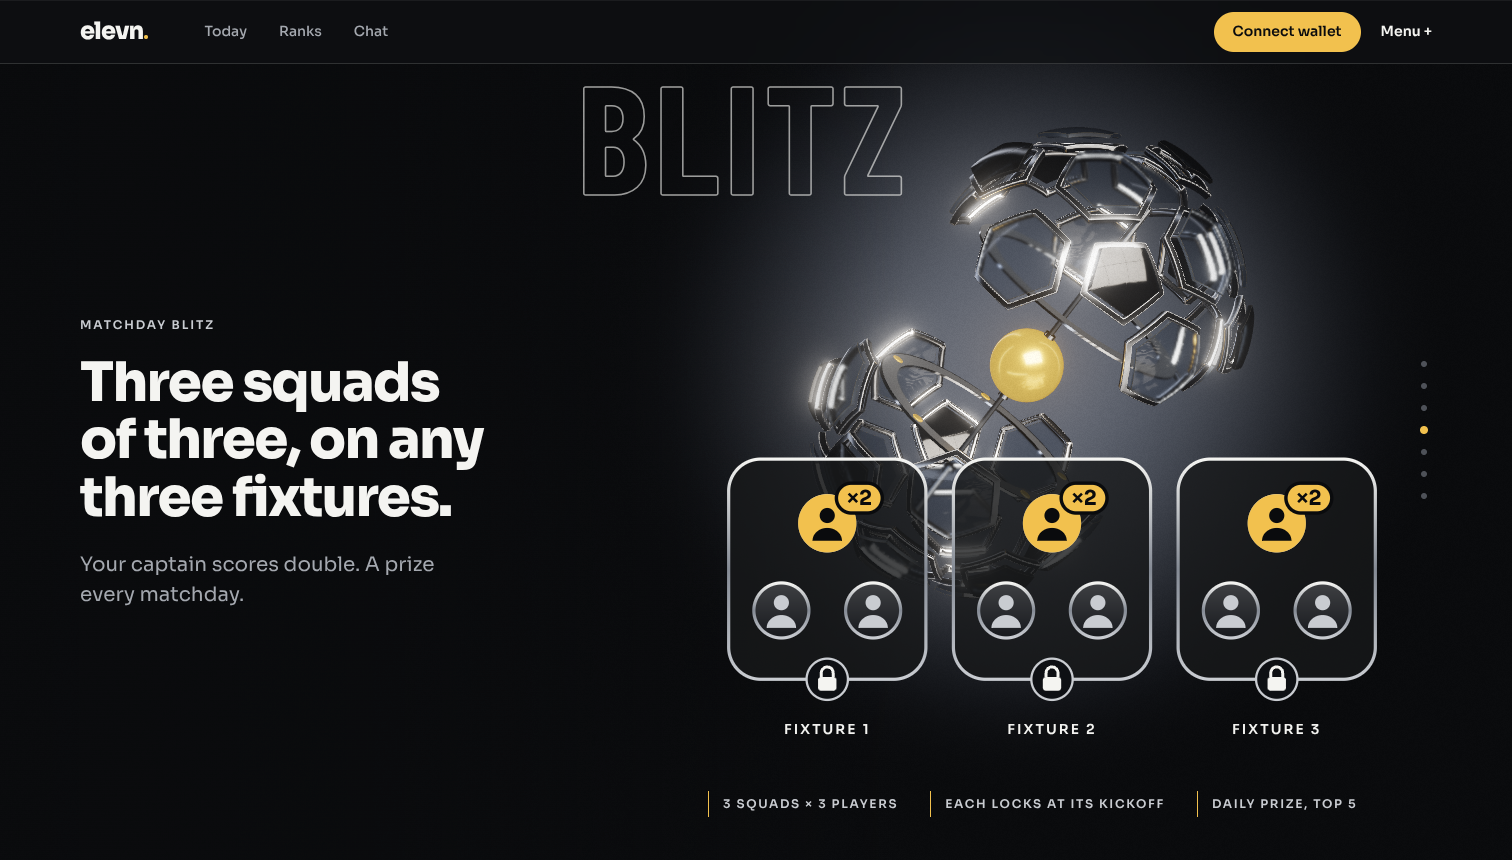 elevn.
Today
Ranks
Chat
Connect wallet
Menu +
BLITZ
MATCHDAY BLITZ
Three squads
of three, on any
three fixtures.
Your captain scores double. A prize
every matchday.
×2
×2
×2
FIXTURE 1
FIXTURE 2
FIXTURE 3
3 SQUADS × 3 PLAYERS
EACH LOCKS AT ITS KICKOFF
DAILY PRIZE, TOP 5